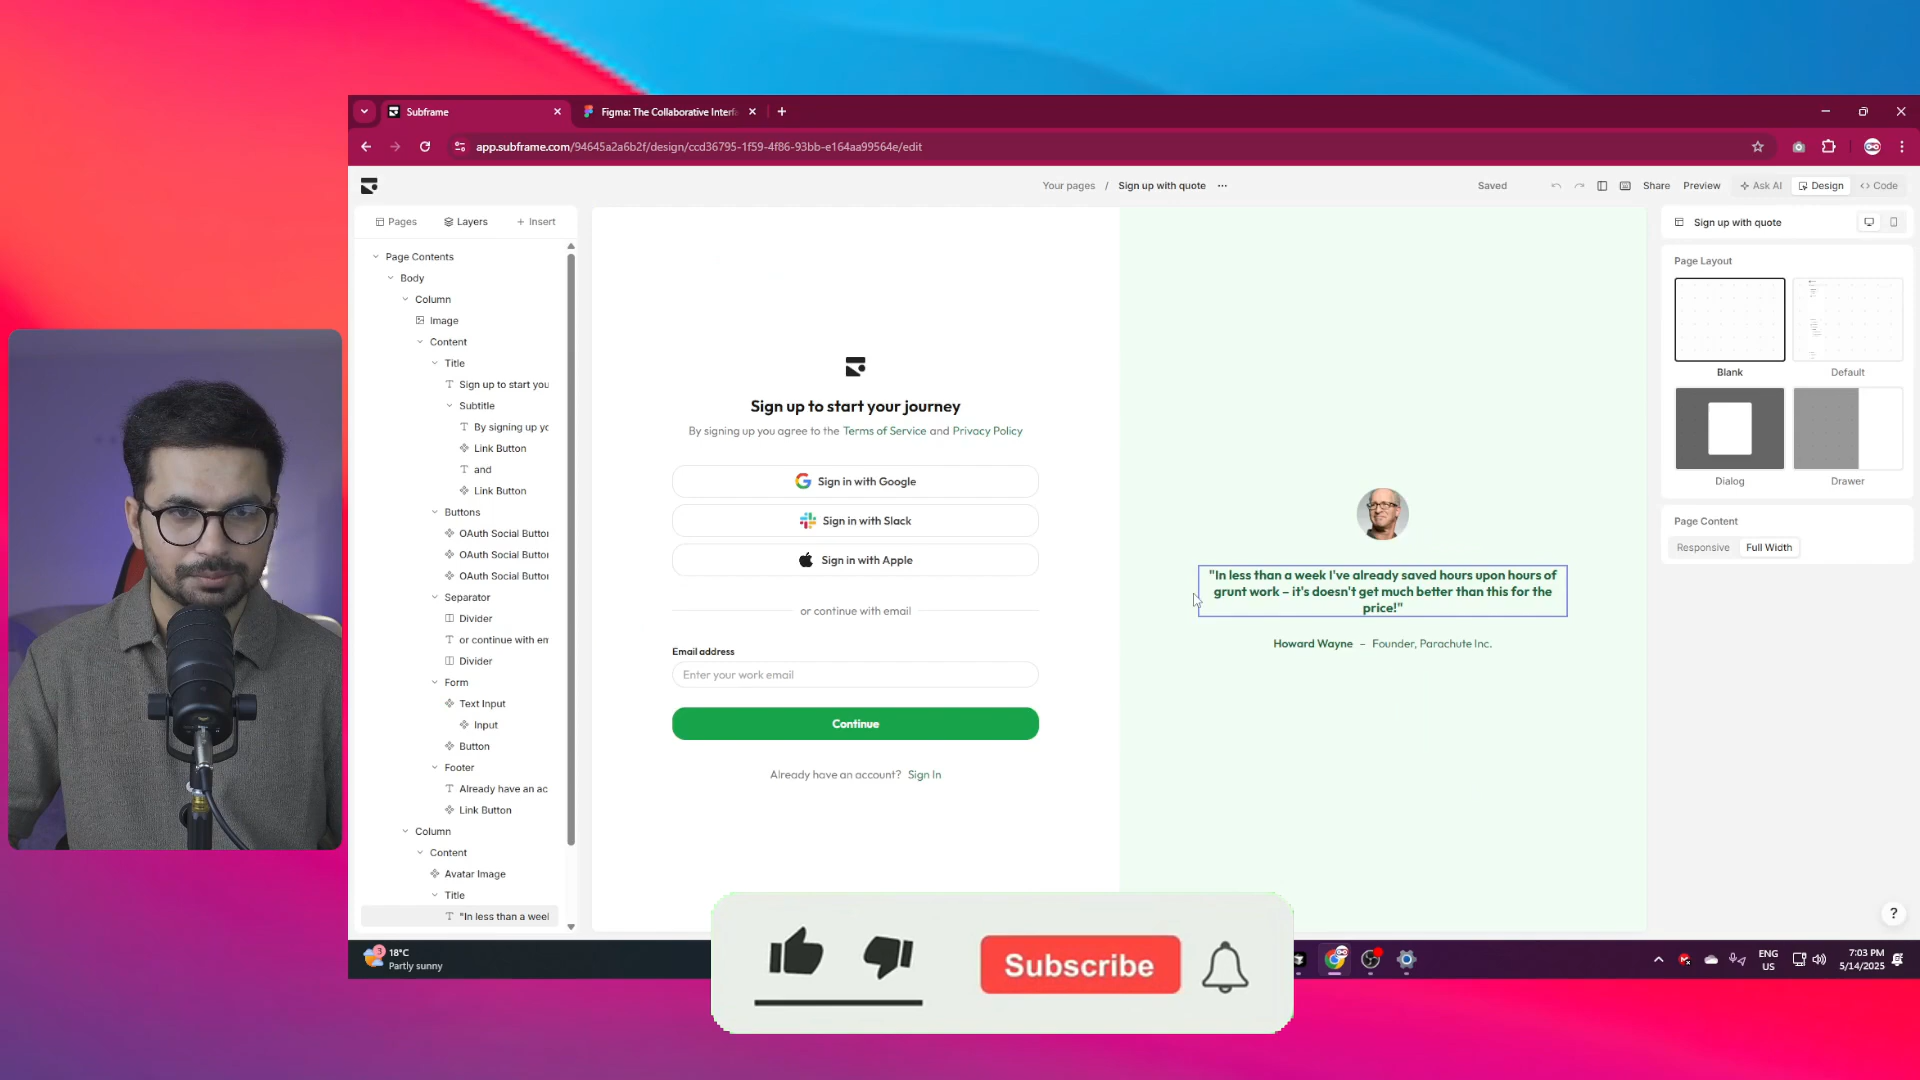 Subframe
Figma: The Collaborative Interf
app.subframe.com/94645a2a6b2f/design/ccd36795-1f59-4f86-93bb-e164aa99564e/edit
Your pages / Sign up with quote ...
Saved
Share
Preview
Ask AI
Design
Code
Pages
Layers
Insert
Page Contents
Body
Column
Image
Content
Title
Sign up to start you
Subtitle
By signing up yo
Link Button
and
Link Button
Buttons
OAuth Social Button
OAuth Social Button
OAuth Social Button
Separator
Divider
or continue with em
Divider
Form
Text Input
Input
Button
Footer
Already have an ac
Link Button
Column
Content
Avatar Image
Title
"In less than a weel
Sign up to start your journey
By signing up you agree to the Terms of Service and Privacy Policy
Sign in with Google
Sign in with Slack
Sign in with Apple
or continue with email
Email address
Enter your work email
Continue
Already have an account? Sign In
"In less than a week I've already saved hours upon hours of
grunt work – it's doesn't get much better than this for the
price!"
Howard Wayne – Founder, Parachute Inc.
Sign up with quote
Page Layout
Blank
Default
Dialog
Drawer
Page Content
Responsive
Full Width
?
Subscribe
3
18°C
Partly sunny
ENG
US
7:03 PM
5/14/2025